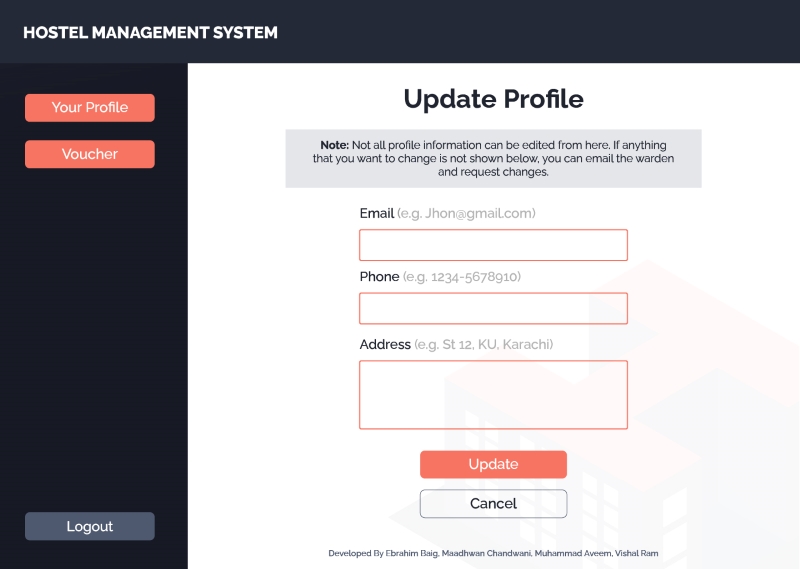 HOSTEL MANAGEMENT SYSTEM
Your Profile
Voucher
Logout
Update Profile
Note: Not all profile information can be edited from here. If anything
that you want to change is not shown below, you can email the warden
and request changes.
Email (e.g. Jhon@gmail.com)
Phone (e.g. 1234-5678910)
Address (e.g. St 12, KU, Karachi)
Update
Cancel
Developed By Ebrahim Baig, Maadhwan Chandwani, Muhammad Aveem, Vishal Ram